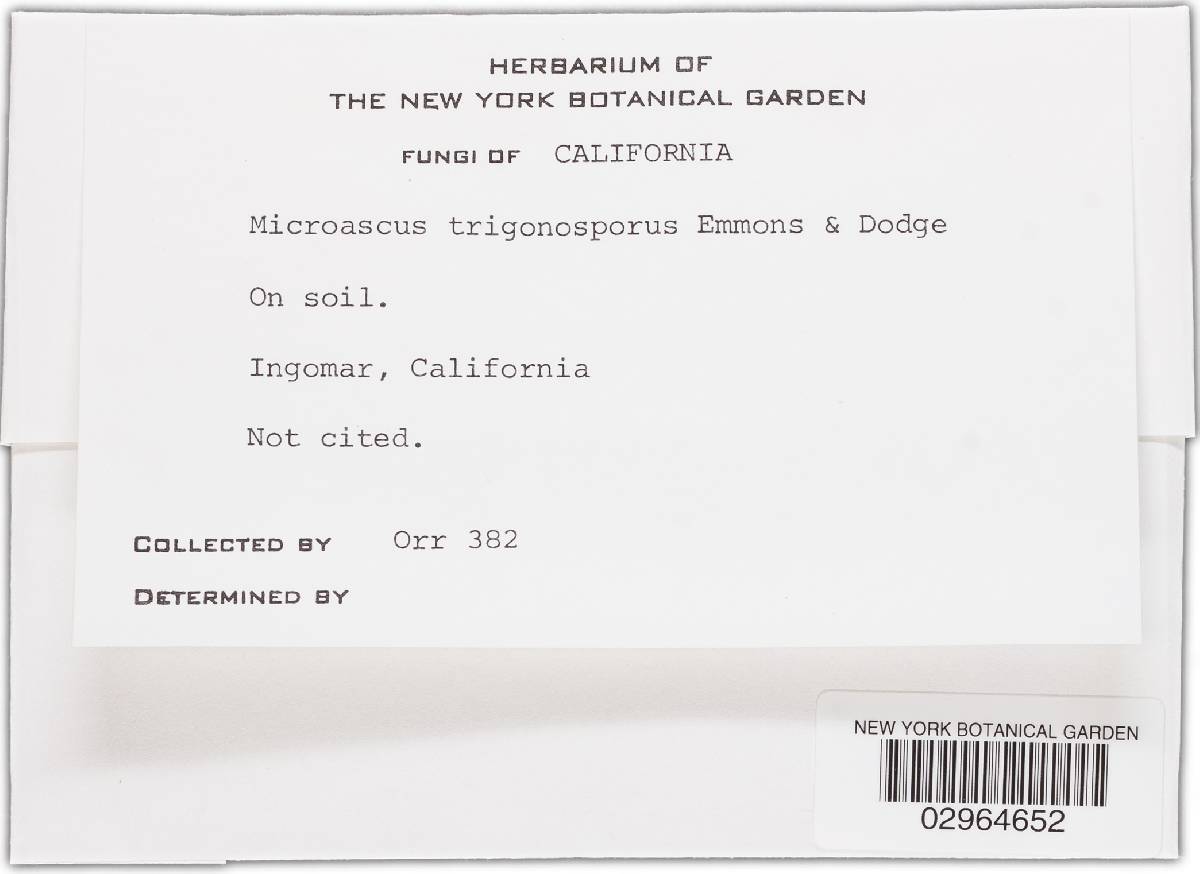 HERBARIUM OF
THE NEW YORK BOTANICAL GARDEN
FUNGI OF CALIFORNIA
Microascus trigonosporus Emmons & Dodge
On soil.
Ingomar, California
Not cited.
COLLECTED BY Orr 382
DETERMINED BY
NEW YORK BOTANICAL GARDEN
02964652